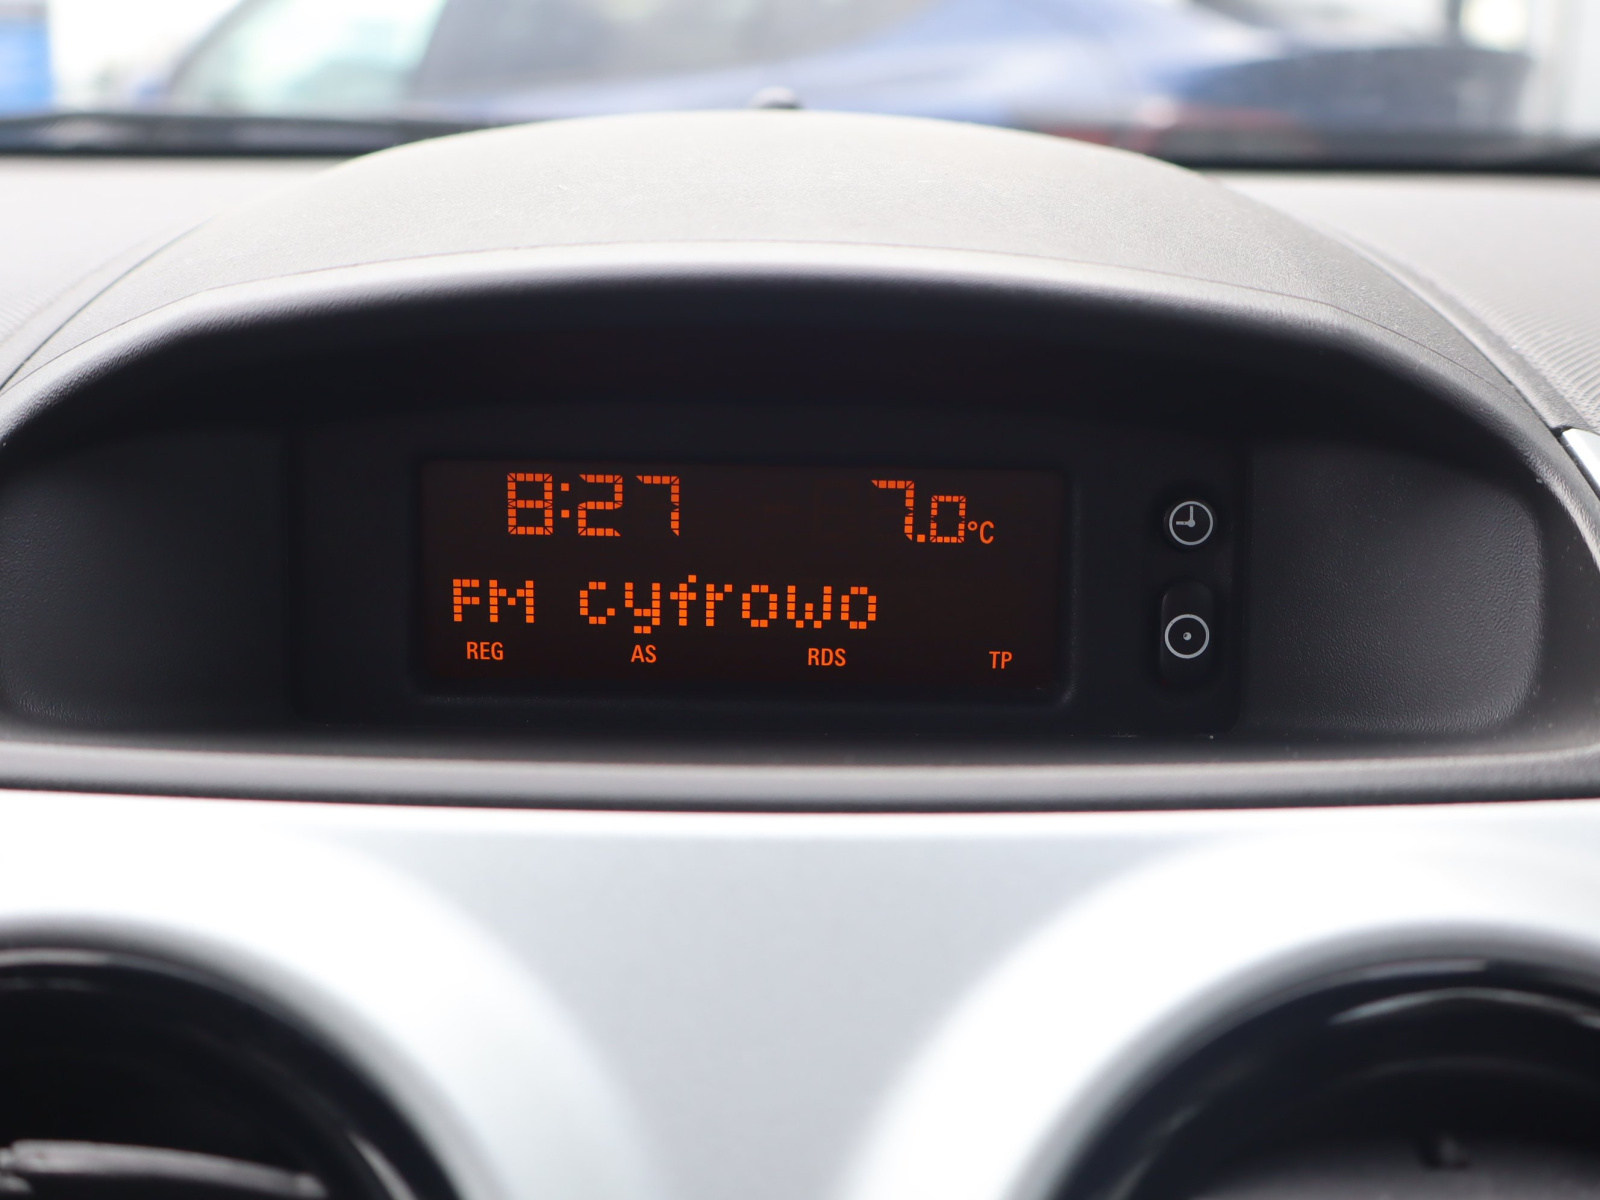 8:27 7.0°C
FM cyfrowo
REG AS RDS TP